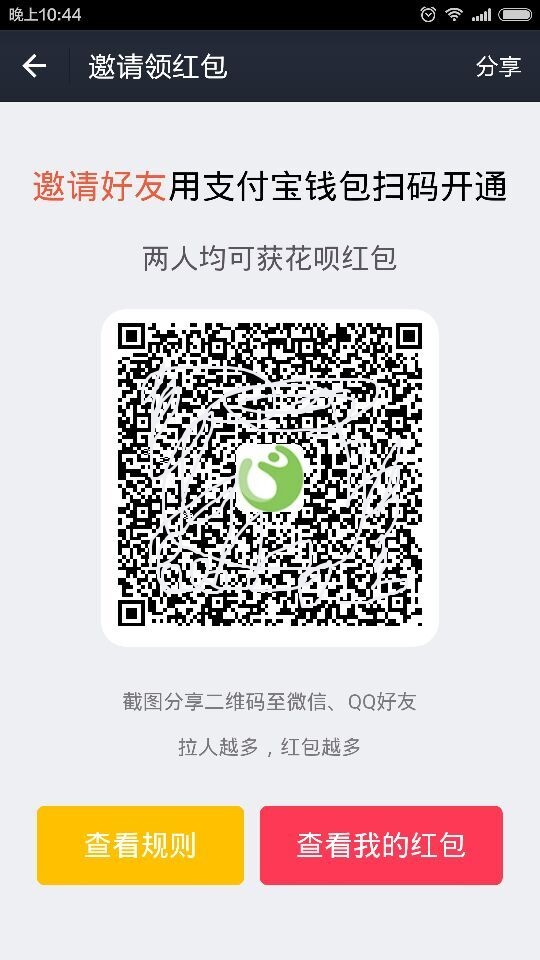 晚上10:44
邀请领红包
分享
邀请好友用支付宝钱包扫码开通
两人均可获花呗红包
截图分享二维码至微信、QQ好友
拉人越多，红包越多
查看规则
查看我的红包